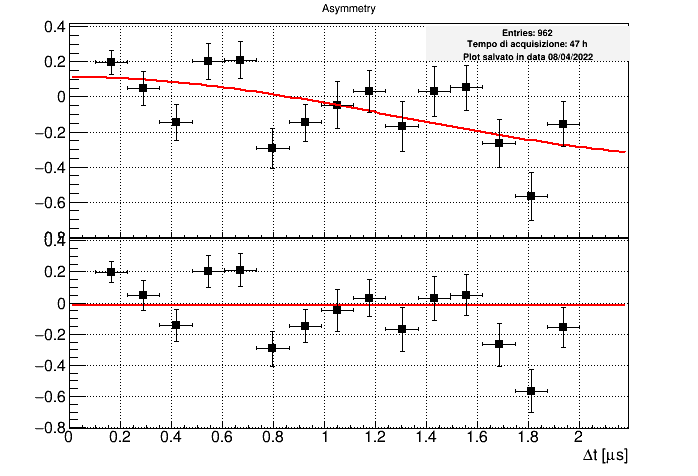 Asymmetry
Entries: 962
Tempo di acquisizione: 47 h
Plot salvato in data 08/04/2022
0.4
0.2
0
−0.2
−0.4
−0.6
0.4
0.2
0
−0.2
−0.4
−0.6
−0.8
0 0.2 0.4 0.6 0.8 1 1.2 1.4 1.6 1.8 2
Δt [μs]